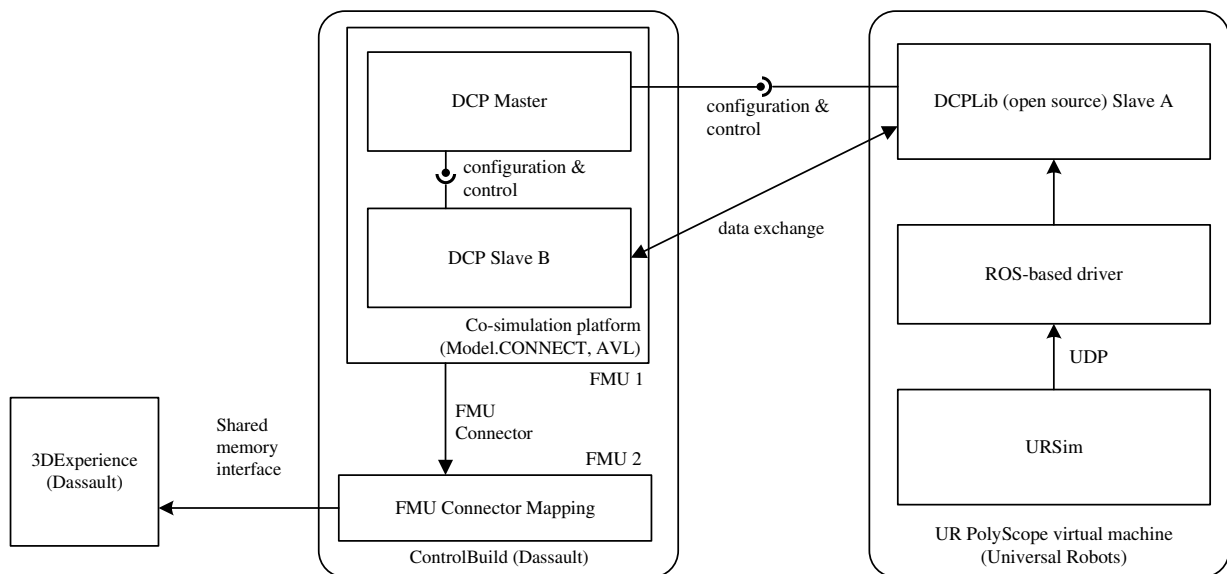 DCP Master
configuration &
control
DCP Slave B
Co-simulation platform
(Model.CONNECT, AVL)
FMU 1
FMU
Connector
FMU 2
FMU Connector Mapping
ControlBuild (Dassault)
Shared
memory
interface
3DExperience
(Dassault)
configuration &
control
data exchange
DCPLib (open source) Slave A
ROS-based driver
UDP
URSim
UR PolyScope virtual machine
(Universal Robots)